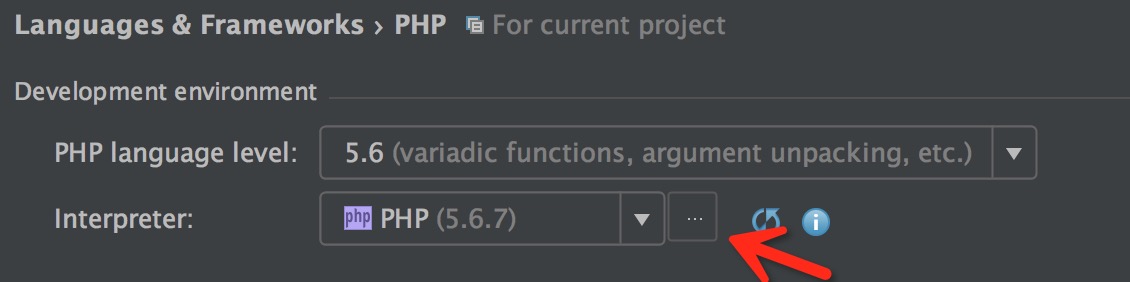 Languages & Frameworks › PHP For current project
Development environment
PHP language level: 5.6 (variadic functions, argument unpacking, etc.)
Interpreter: php PHP (5.6.7) ... i